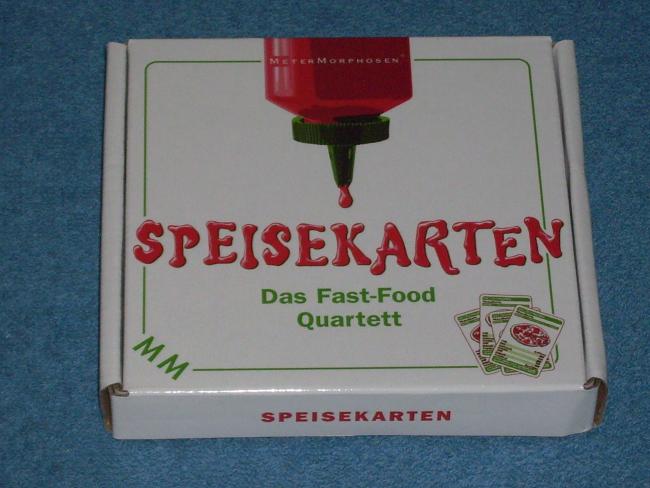 METERMORPHOSEN
SPEISEKARTEN
Das Fast-Food
Quartett
MM
SPEISEKARTEN